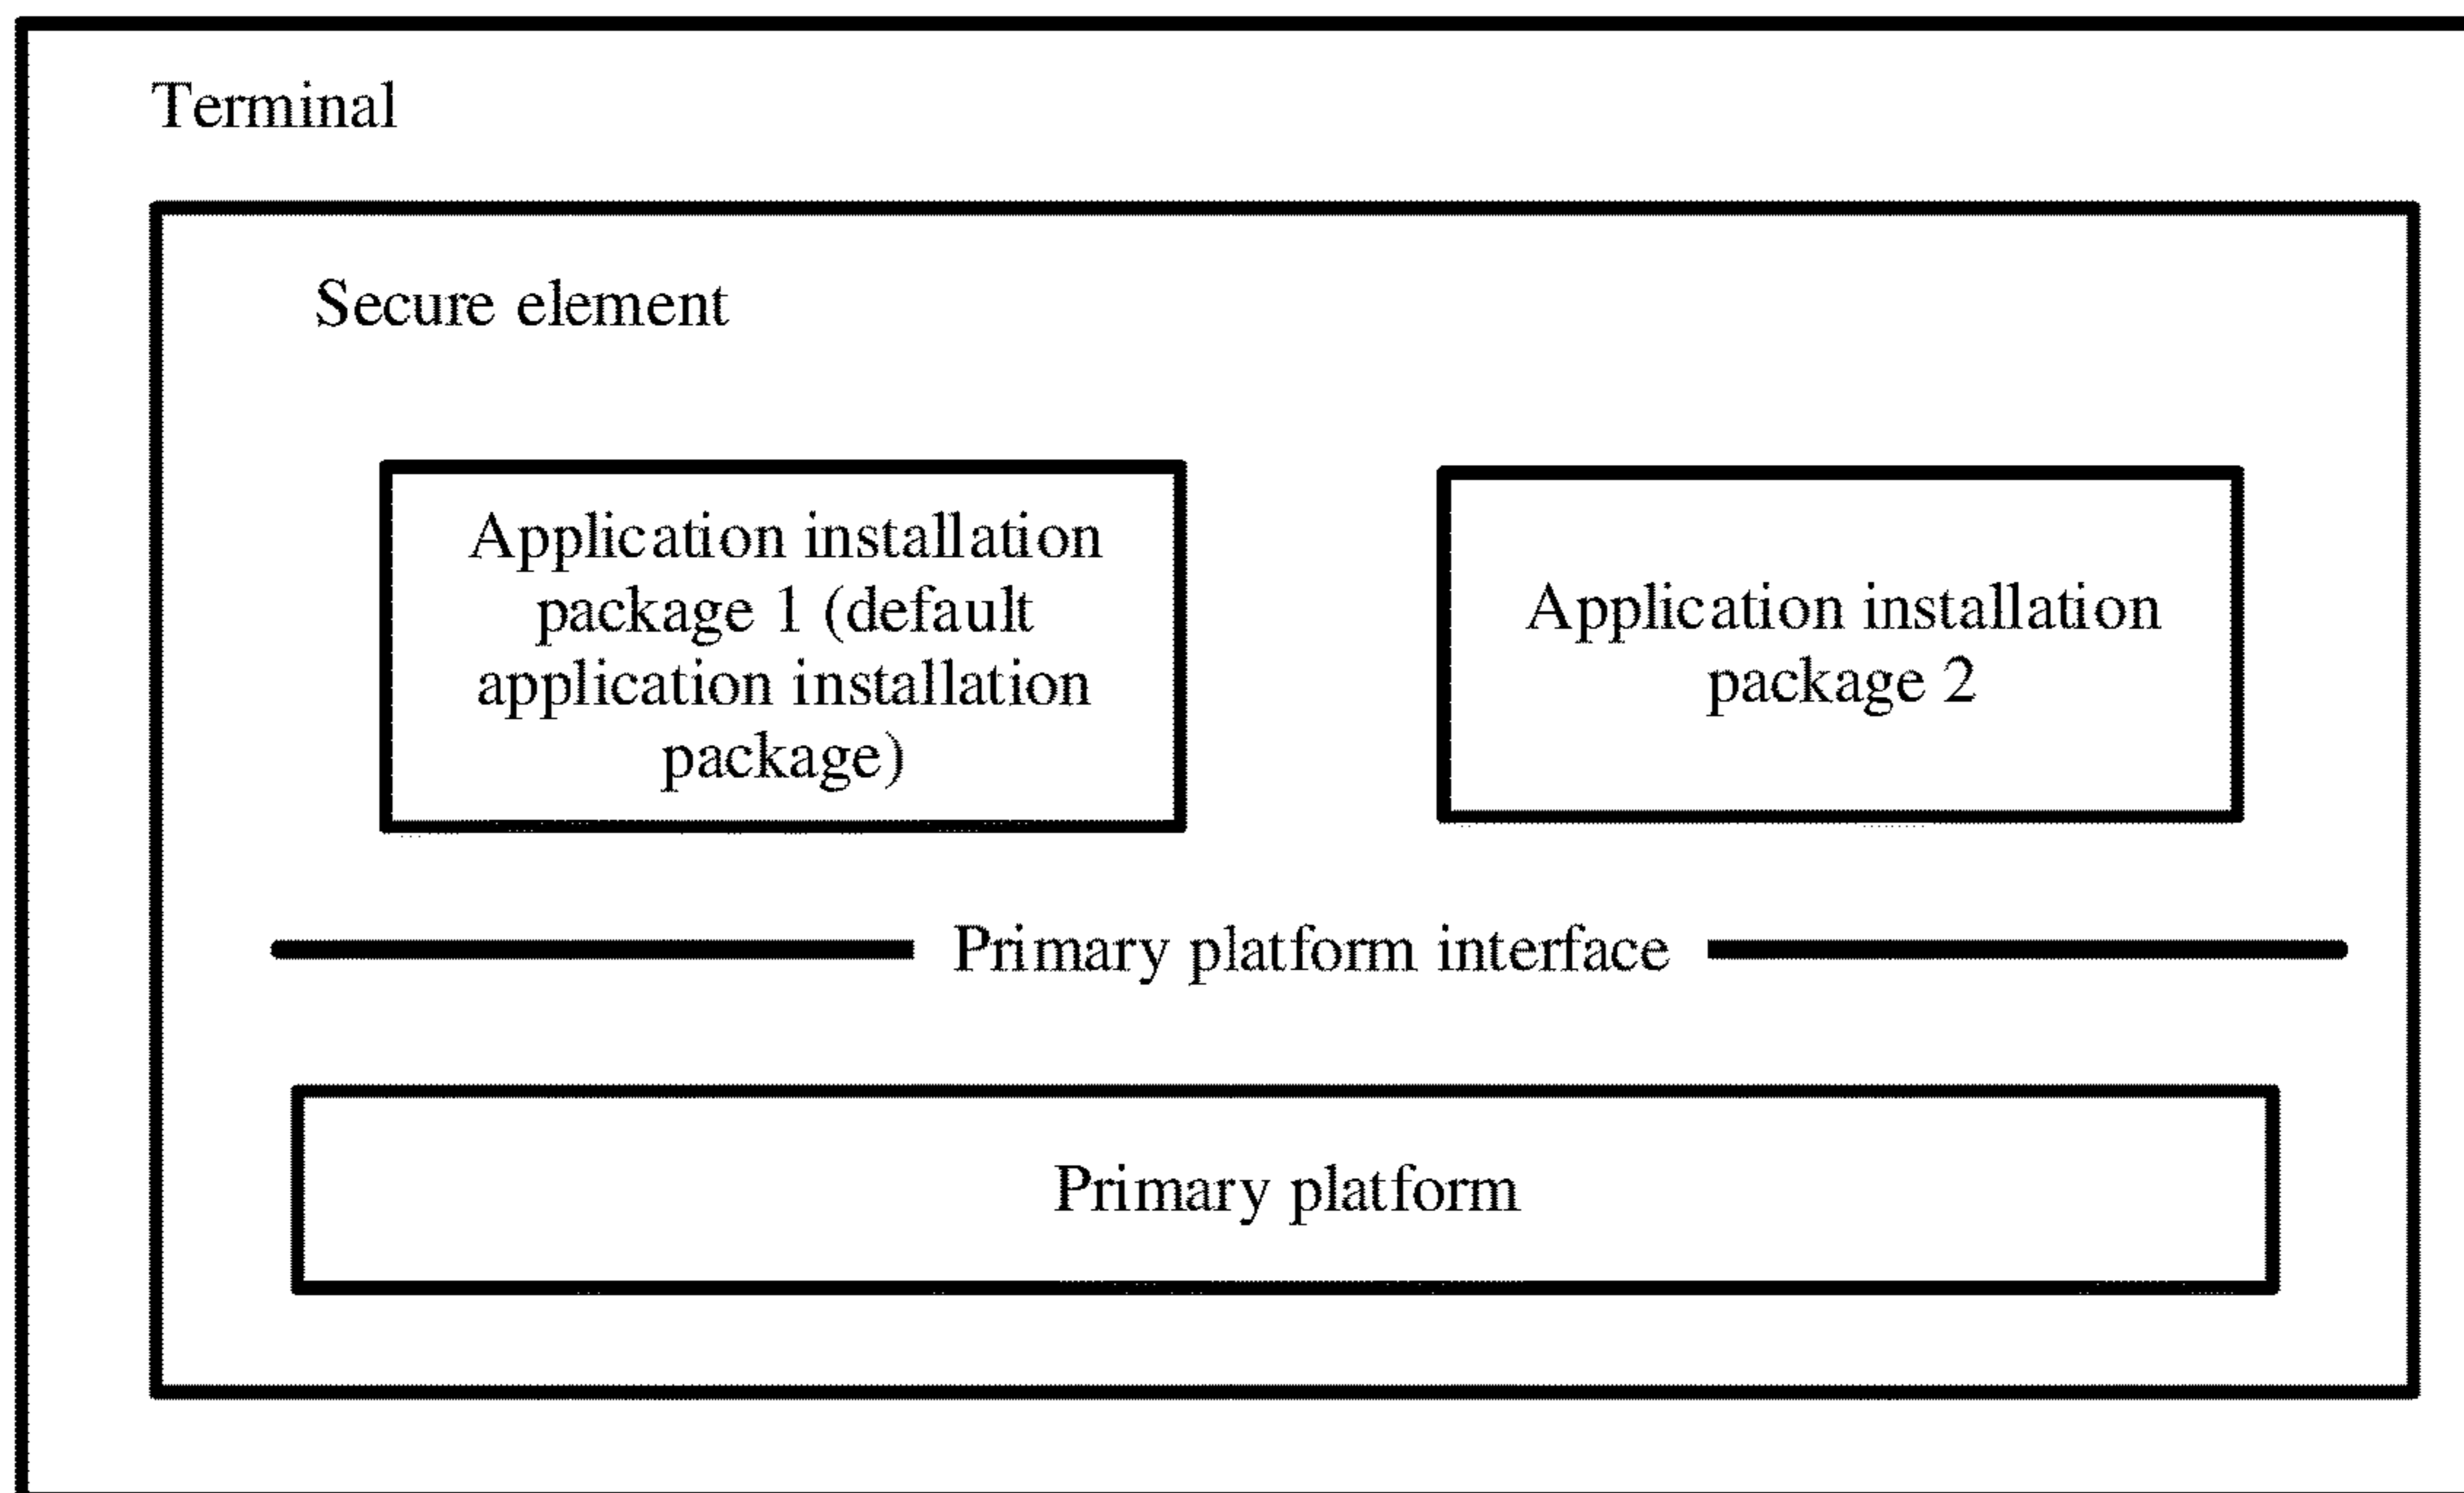 Terminal
Secure element
Application installation
package 1 (default
application installation
package)
Application installation
package 2
Primary platform interface
Primary platform